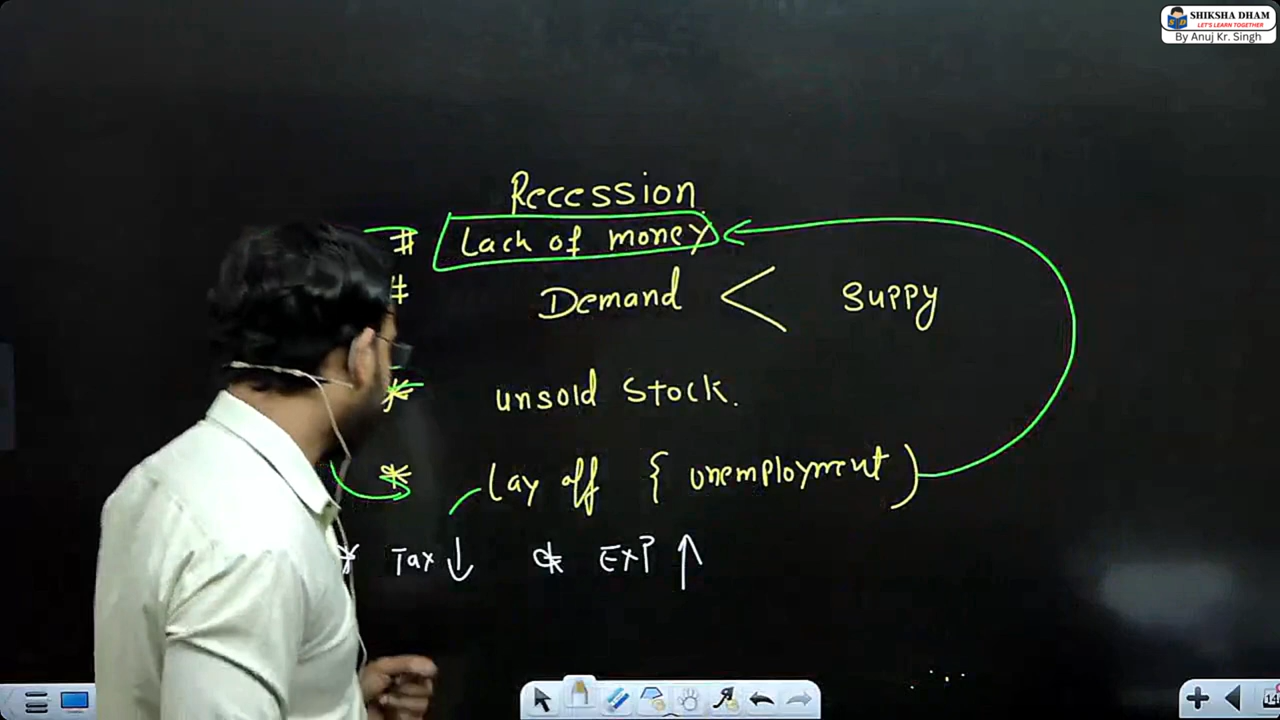 SHIKSHA DHAM
LET'S LEARN TOGETHER
By Anuj Kr. Singh
Recession
# Lack of money
# Demand < Suppy
* unsold stock.
* Lay off { unemployment )
* Tax ↓ * EXP ↑